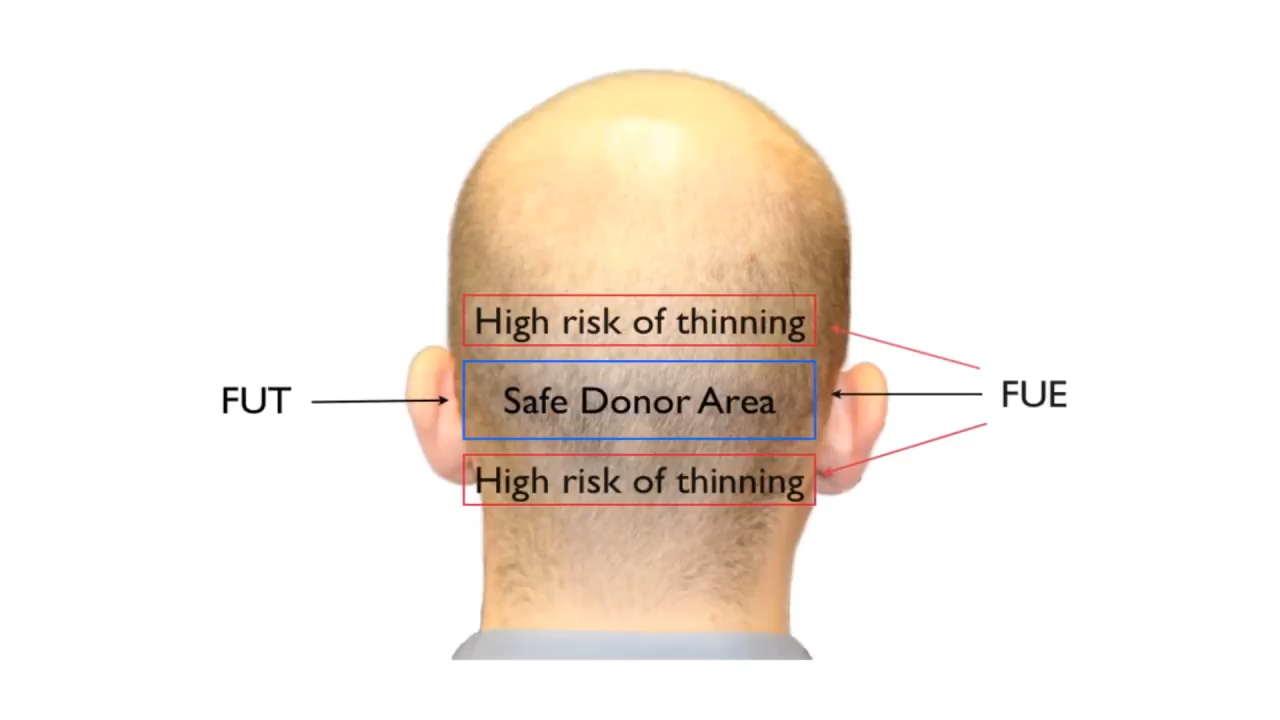 High risk of thinning
FUT
Safe Donor Area
FUE
High risk of thinning